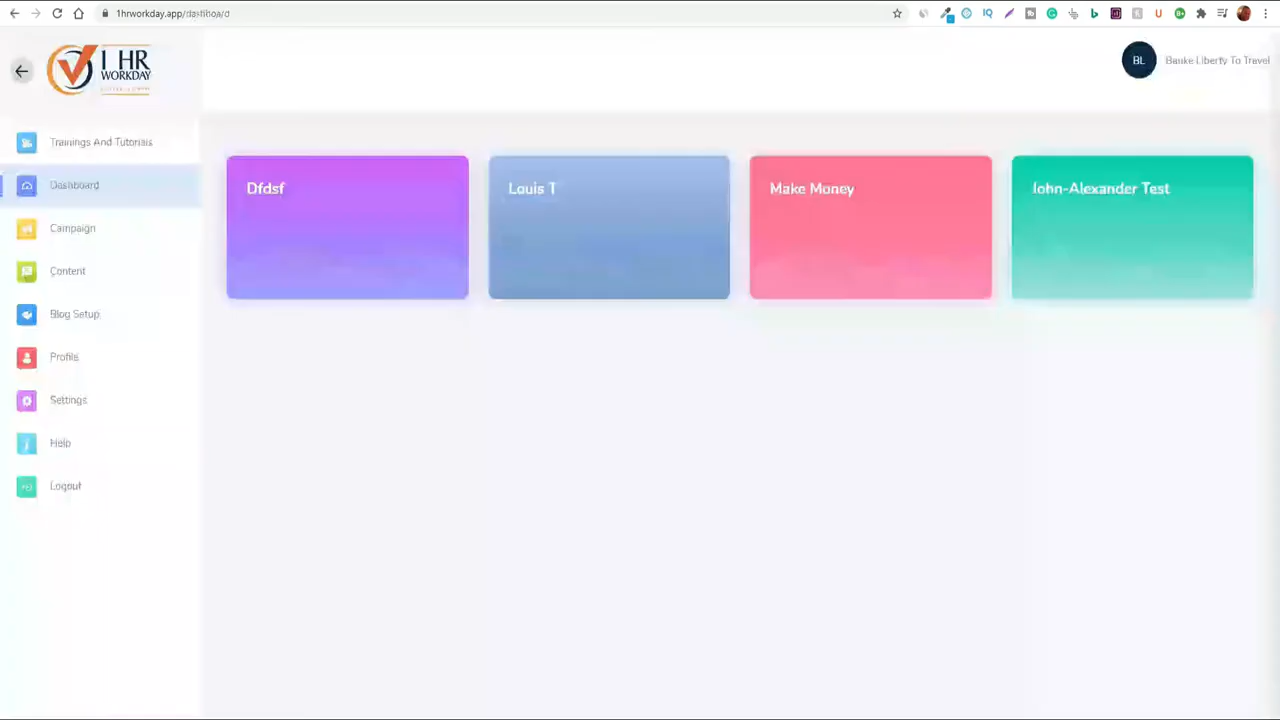 1hrworkday.app/dashboard
1 HR
WORKDAY
BL
Banke Liberty To Travel
Trainings And Tutorials
Dashboard
Campaign
Content
Blog Setup
Profile
Settings
Help
Logout
Dfdsf
Louis T
Make Money
John-Alexander Test